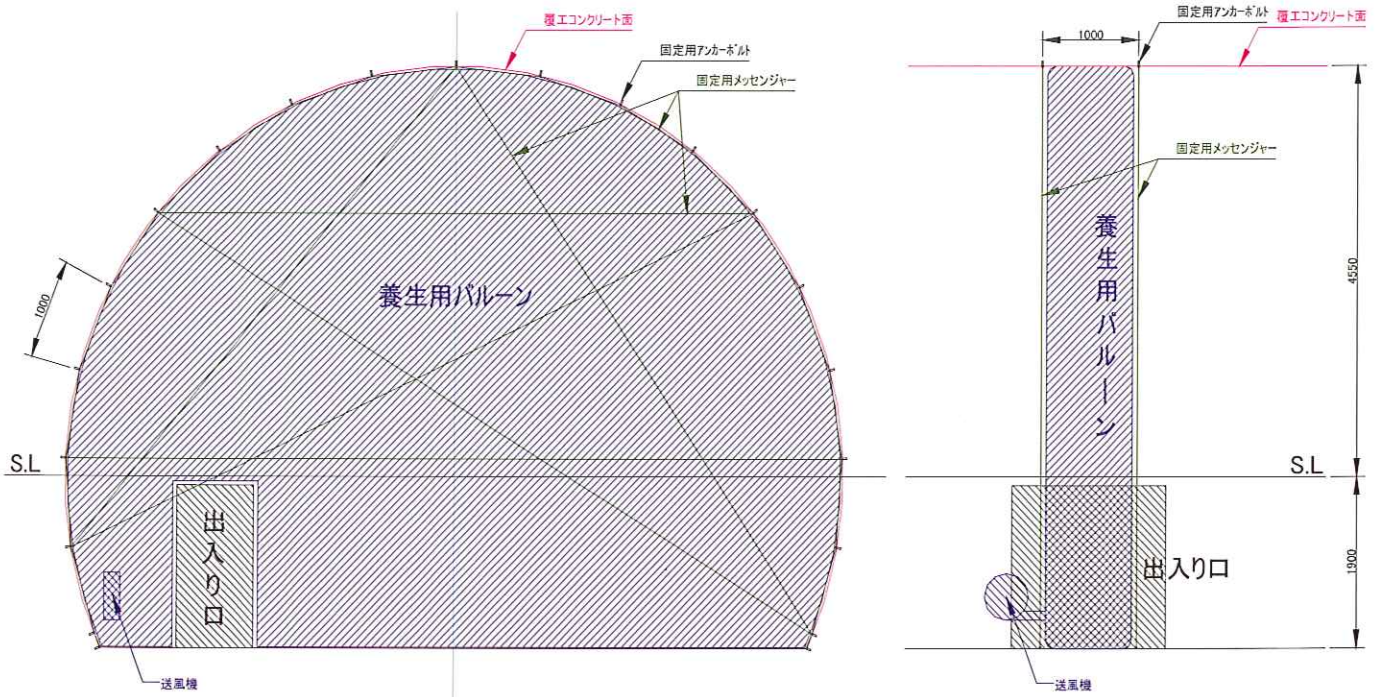 覆工コンクリート面
固定用アンカーボルト
固定用メッセンジャー
1000
養生用バルーン
S.L
出入り口
送風機
固定用アンカーボルト
覆工コンクリート面
1000
固定用メッセンジャー
養生用バルーン
4550
S.L
出入り口
1900
送風機